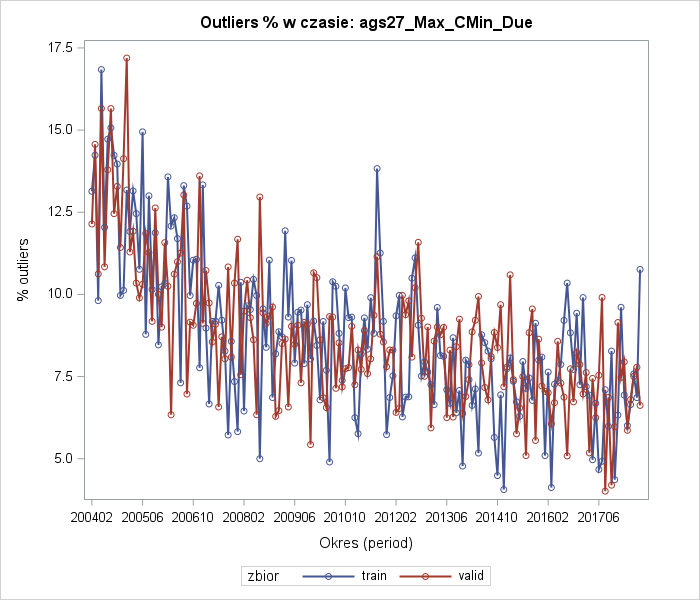 Outliers % w czasie: ags27_Max_CMin_Due
17.5
15.0
12.5
10.0
7.5
5.0
% outliers
200402 200506 200610 200802 200906 201010 201202 201306 201410 201602 201706
Okres (period)
zbior train valid